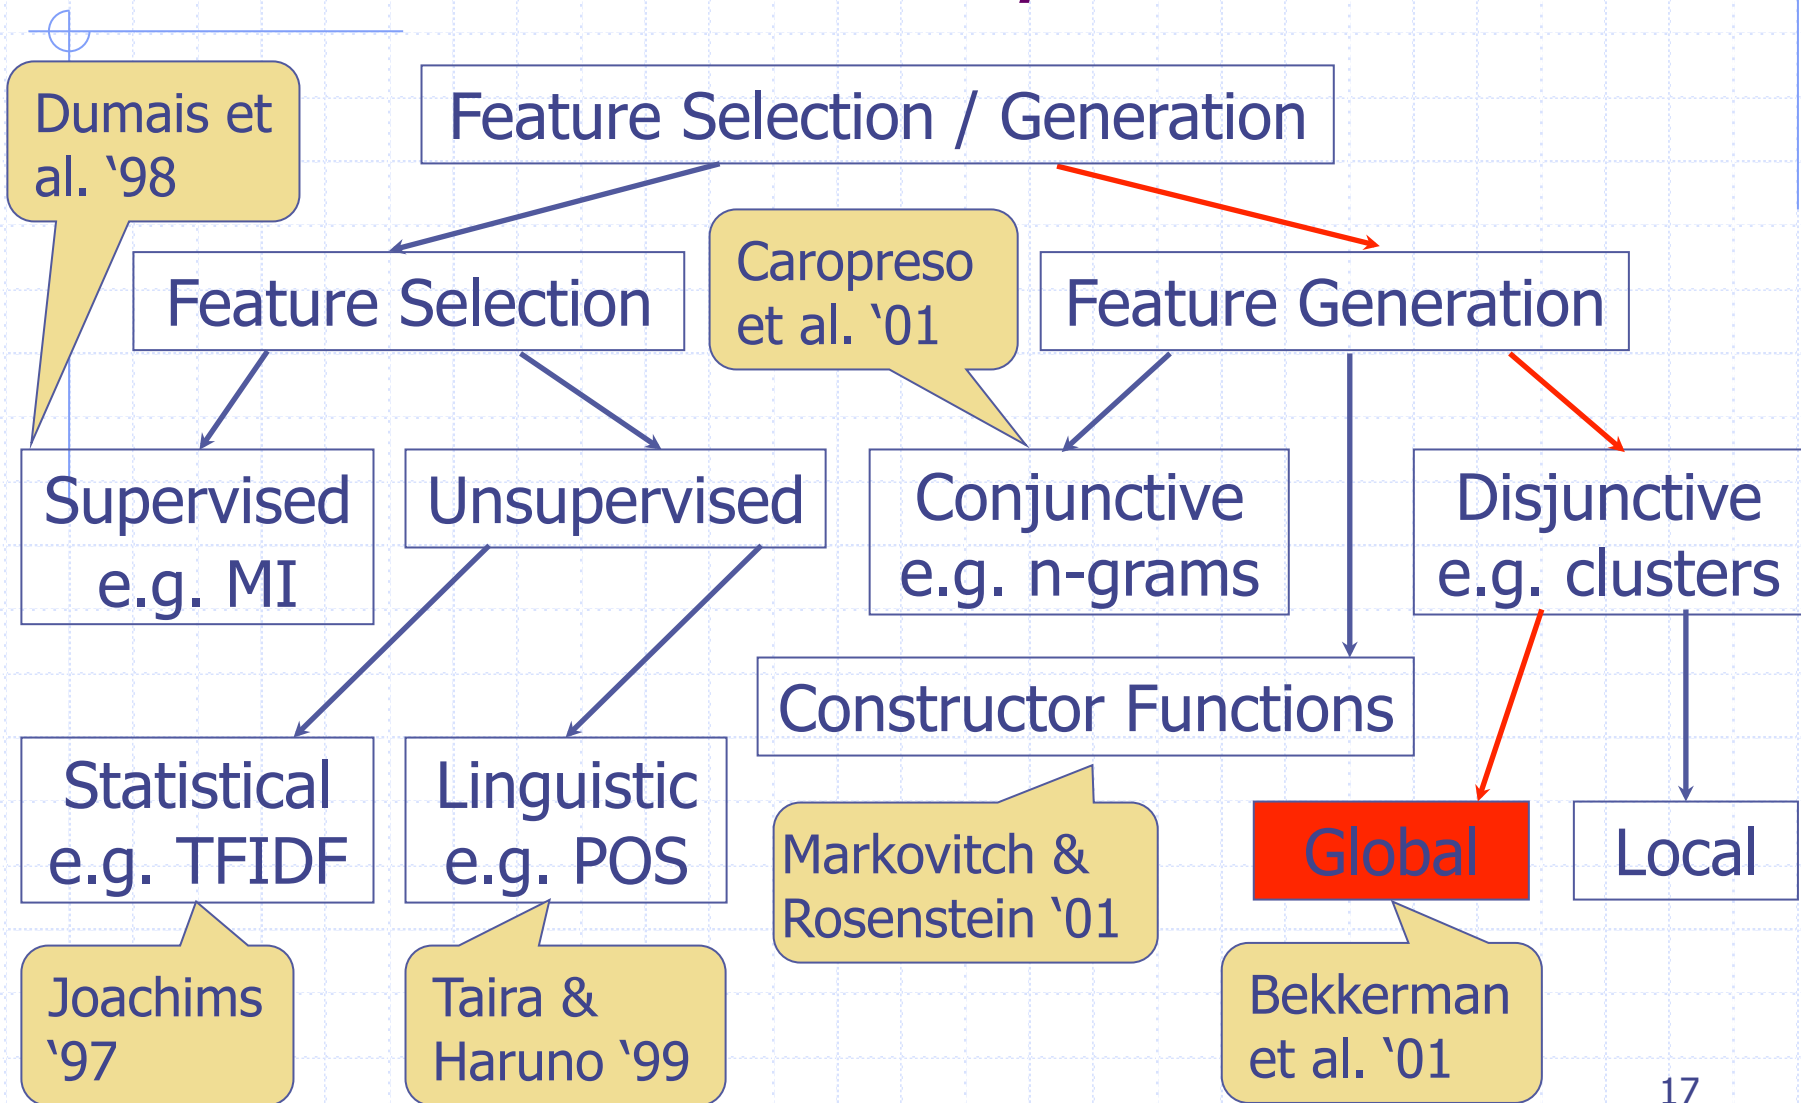 Feature Selection / Generation
Dumais et
al. ‘98
Caropreso
et al. ‘01
Feature Selection
Feature Generation
Supervised
e.g. MI
Unsupervised
Conjunctive
e.g. n-grams
Disjunctive
e.g. clusters
Constructor Functions
Statistical
e.g. TFIDF
Linguistic
e.g. POS
Markovitch &
Rosenstein ‘01
Global
Local
Joachims
‘97
Taira &
Haruno ‘99
Bekkerman
et al. ‘01
17